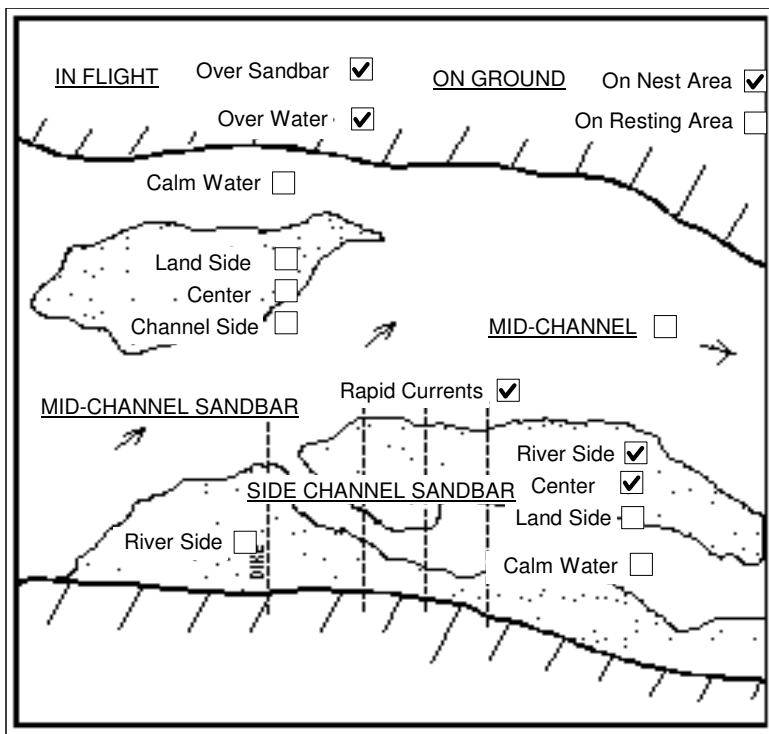 IN FLIGHT
Over Sandbar
ON GROUND
On Nest Area
Over Water
On Resting Area
Calm Water
Land Side
Center
Channel Side
MID-CHANNEL
Rapid Currents
MID-CHANNEL SANDBAR
River Side
SIDE CHANNEL SANDBAR
Center
Land Side
River Side
DIKE
Calm Water